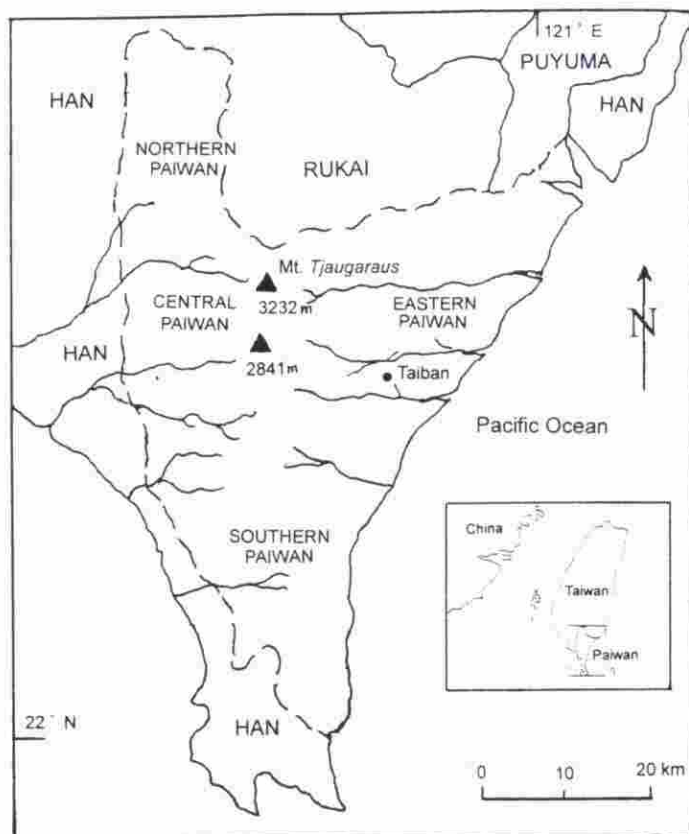 121° E
PUYUMA
HAN
HAN
NORTHERN
PAIWAN
RUKAI
Mt. Tjaugaraus
3232 m
CENTRAL
PAIWAN
EASTERN
PAIWAN
HAN
2841 m
Taiban
N
Pacific Ocean
China
Taiwan
Paiwan
SOUTHERN
PAIWAN
22° N
HAN
0 10 20 km